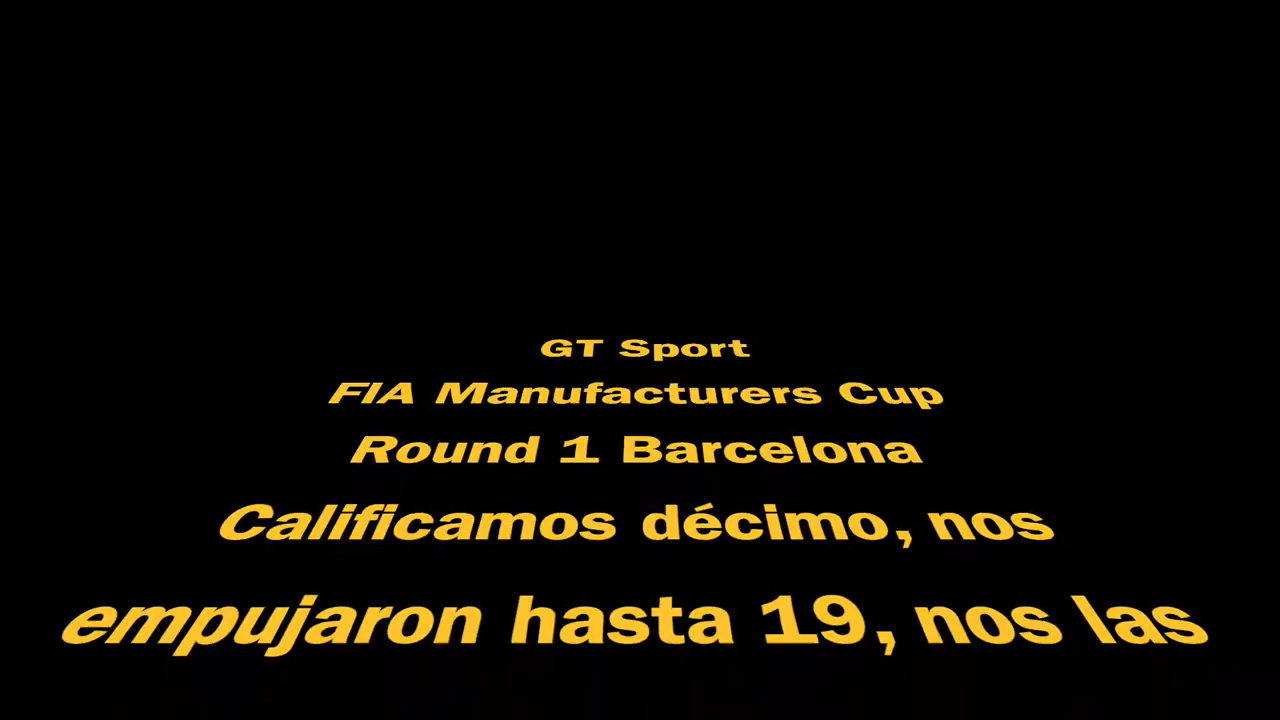 GT Sport
FIA Manufacturers Cup
Round 1 Barcelona
Calificamos décimo, nos
empujaron hasta 19, nos las